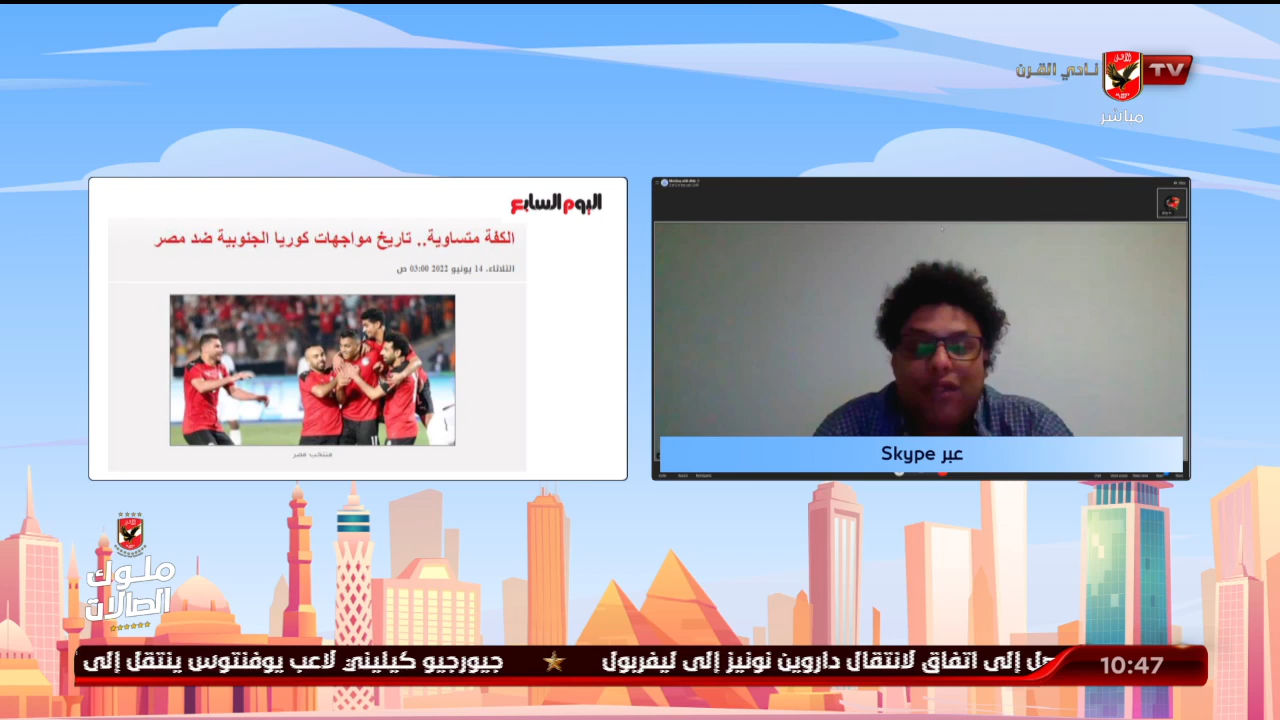 نادي القرن
TV
مباشر
اليوم السابع
الكفة متساوية.. تاريخ مواجهات كوريا الجنوبية ضد مصر
الثلاثاء، 14 يونيو 2022 03:00 ص
منتخب مصر
عبر Skype
ملوك
الصالات
إلى اتفاق لانتقال داروين نونيز إلى ليفربول
جيورجيو كيليني لاعب يوفنتوس ينتقل إلى
10:47